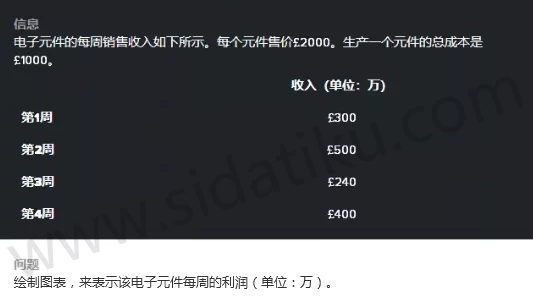 信息
电子元件的每周销售收入如下所示。每个元件售价£2000。生产一个元件的总成本是
£1000。
收入（单位：万）
第1周 £300
第2周 £500
第3周 £240
第4周 £400
www.sidatiku.com
问题
绘制图表，来表示该电子元件每周的利润（单位：万）。